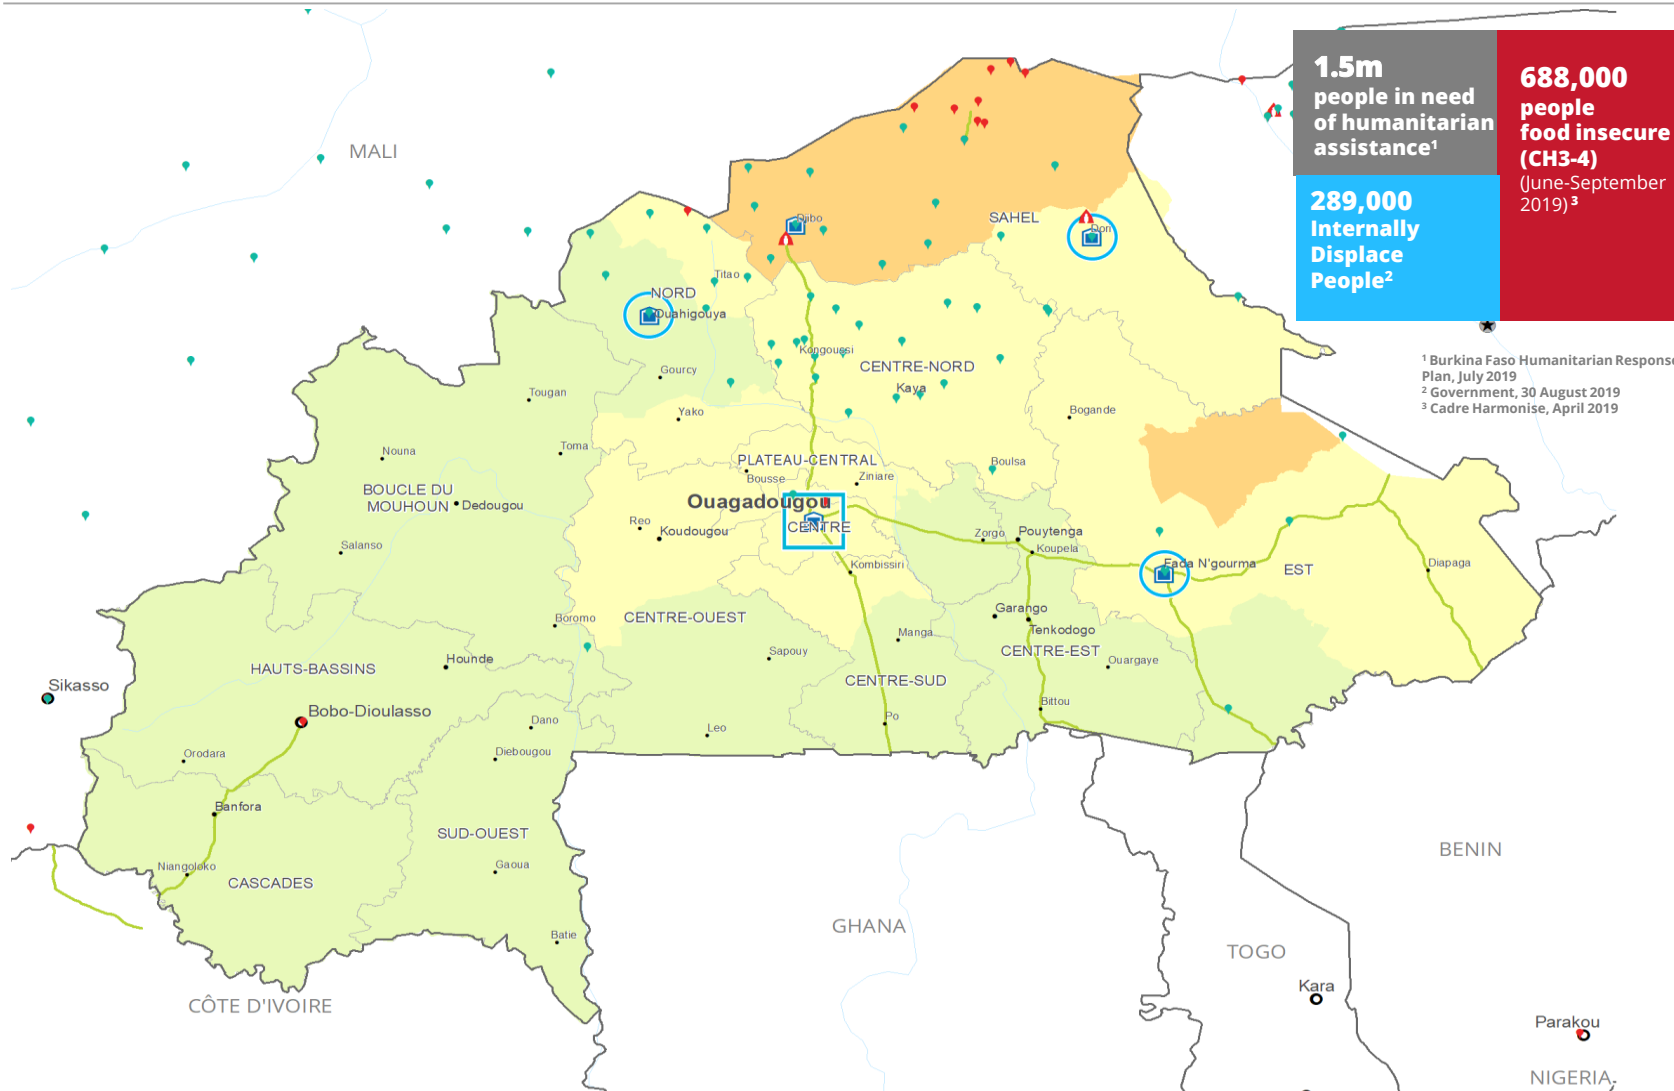 1.5m
people in need
of humanitarian
assistance¹
688,000
people
food insecure
(CH3-4)
(June-September
2019)³
289,000
Internally
Displace
People²
¹ Burkina Faso Humanitarian Response
Plan, July 2019
² Government, 30 August 2019
³ Cadre Harmonise, April 2019
MALI
SAHEL
Djibo
Dori
Titao
NORD
Ouahigouya
Kongoussi
CENTRE-NORD
Kaya
Gourcy
Tougan
Yako
Bogande
Nouna
Toma
PLATEAU-CENTRAL
Boulsa
Bousse
Ziniare
BOUCLE DU
MOUHOUN
Dedougou
Ouagadougou
CENTRE
Reo
Koudougou
Zorgo
Pouytenga
Koupela
Salanso
Kombissiri
Fada N'gourma
EST
Diapaga
Boromo
CENTRE-OUEST
Garango
Tenkodogo
Manga
CENTRE-EST
Sapouy
Ouargaye
HAUTS-BASSINS
Hounde
CENTRE-SUD
Sikasso
Bobo-Dioulasso
Bittou
Dano
Leo
Po
Orodara
Diebougou
Banfora
SUD-OUEST
Niangoloko
Gaoua
CASCADES
BENIN
GHANA
Batie
TOGO
Kara
CÔTE D'IVOIRE
Parakou
NIGERIA